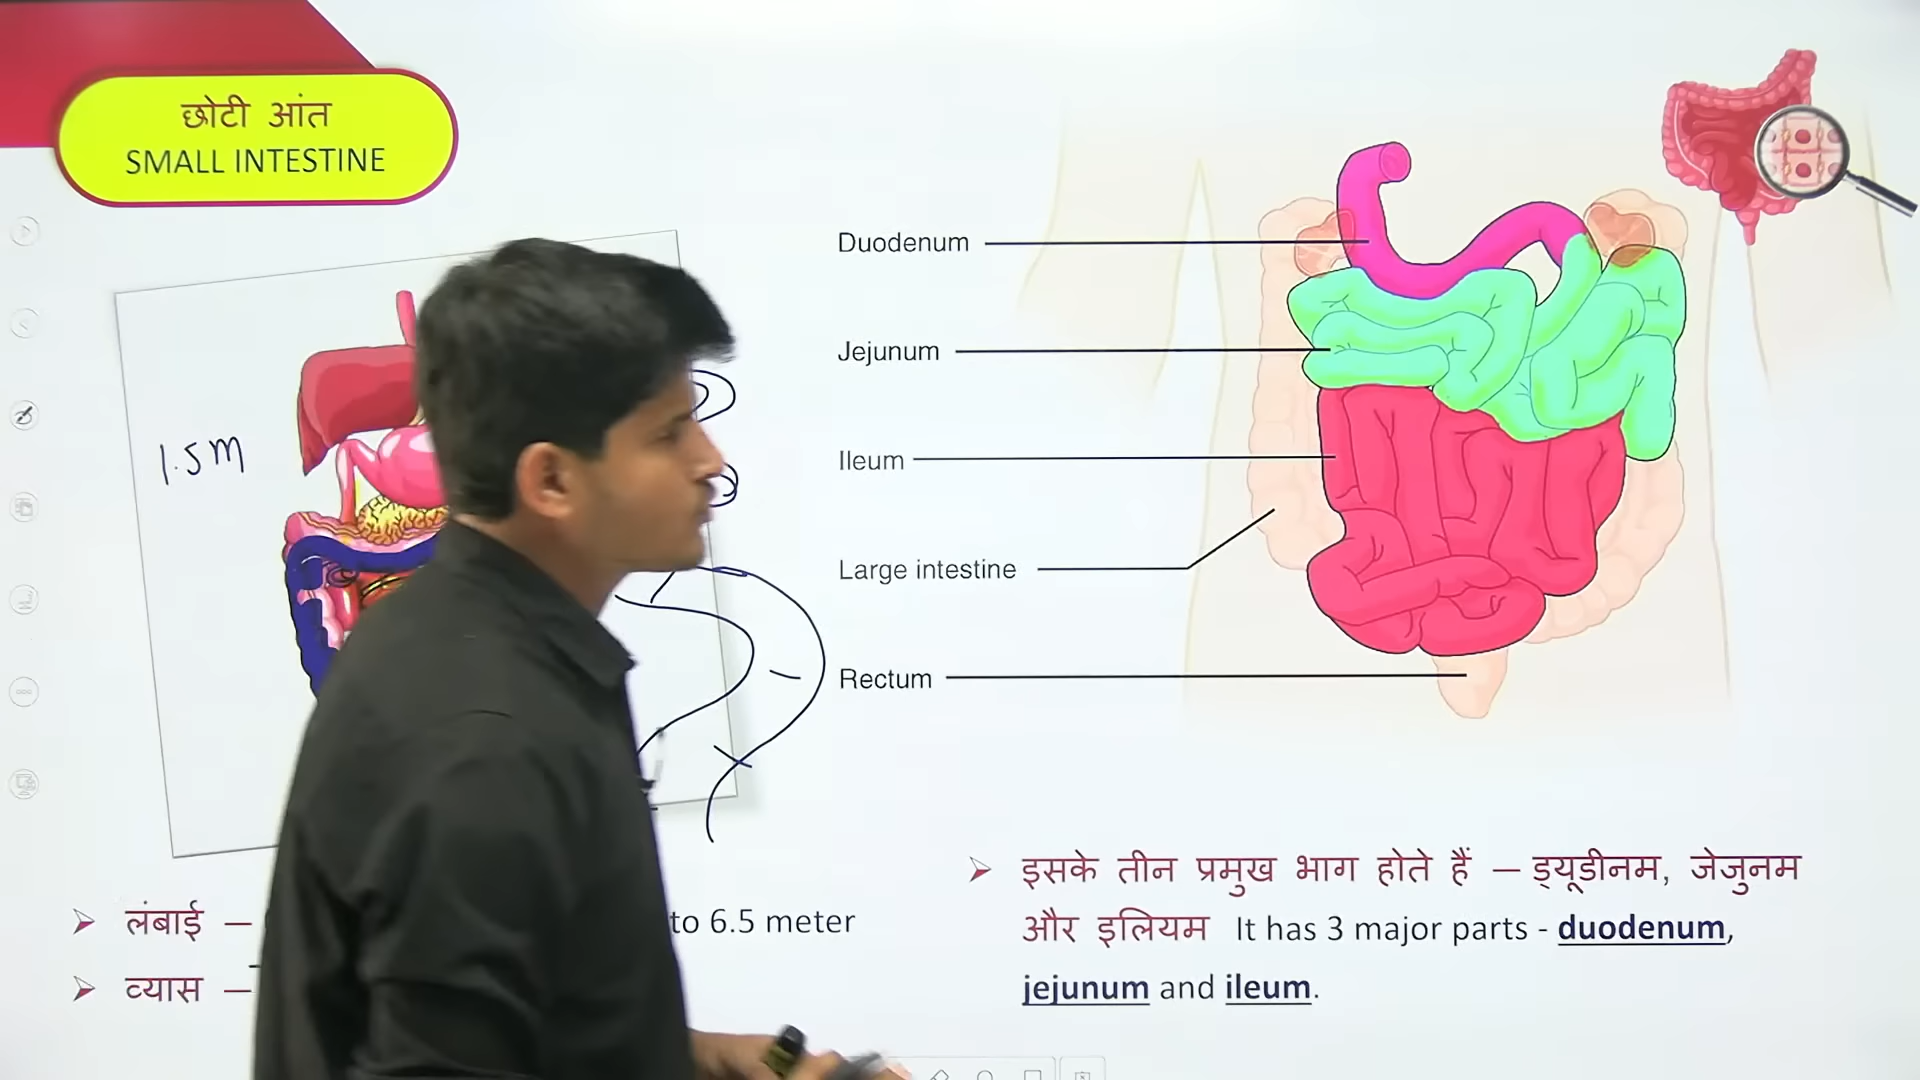 छोटी आंत
SMALL INTESTINE
1.5m
Duodenum
Jejunum
Ileum
Large intestine
Rectum
लंबाई –
to 6.5 meter
व्यास –
इसके तीन प्रमुख भाग होते हैं – ड्यूडीनम, जेजुनम
और इलियम It has 3 major parts - duodenum,
jejunum and ileum.